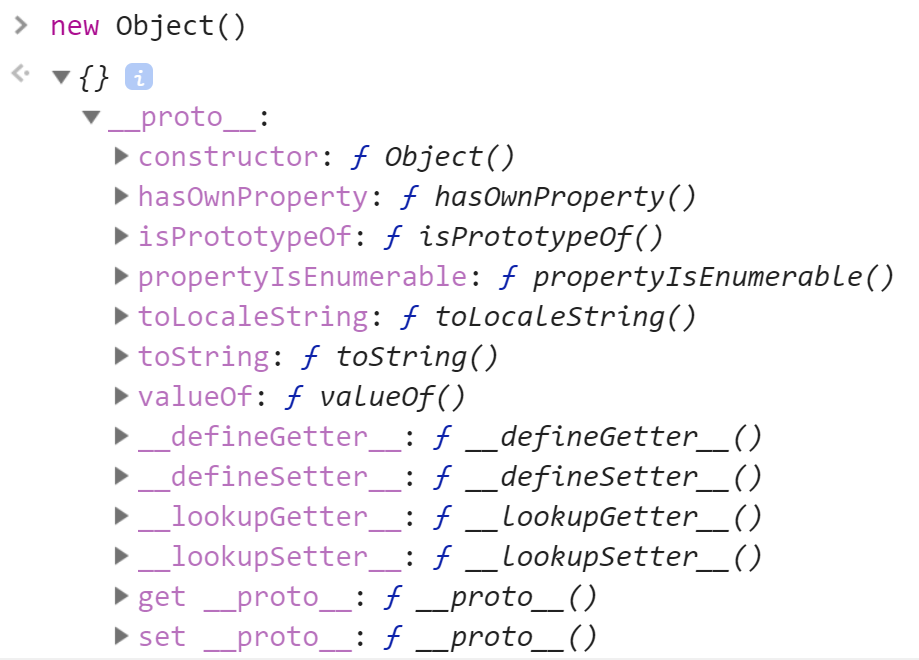 > new Object()
<· ▼ {} i
▼ __proto__:
▶ constructor: ƒ Object()
▶ hasOwnProperty: ƒ hasOwnProperty()
▶ isPrototypeOf: ƒ isPrototypeOf()
▶ propertyIsEnumerable: ƒ propertyIsEnumerable()
▶ toLocaleString: ƒ toLocaleString()
▶ toString: ƒ toString()
▶ valueOf: ƒ valueOf()
▶ __defineGetter__: ƒ __defineGetter__()
▶ __defineSetter__: ƒ __defineSetter__()
▶ __lookupGetter__: ƒ __lookupGetter__()
▶ __lookupSetter__: ƒ __lookupSetter__()
▶ get __proto__: ƒ __proto__()
▶ set __proto__: ƒ __proto__()